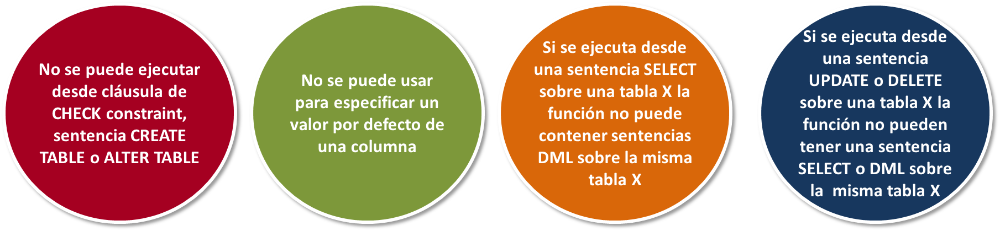 No se puede ejecutar
desde cláusula de
CHECK constraint,
sentencia CREATE
TABLE o ALTER TABLE
No se puede usar
para especificar un
valor por defecto de
una columna
Si se ejecuta desde
una sentencia SELECT
sobre una tabla X la
función no puede
contener sentencias
DML sobre la misma
tabla X
Si se ejecuta desde
una sentencia
UPDATE o DELETE
sobre una tabla X la
función no pueden
tener una sentencia
SELECT o DML sobre
la  misma tabla X